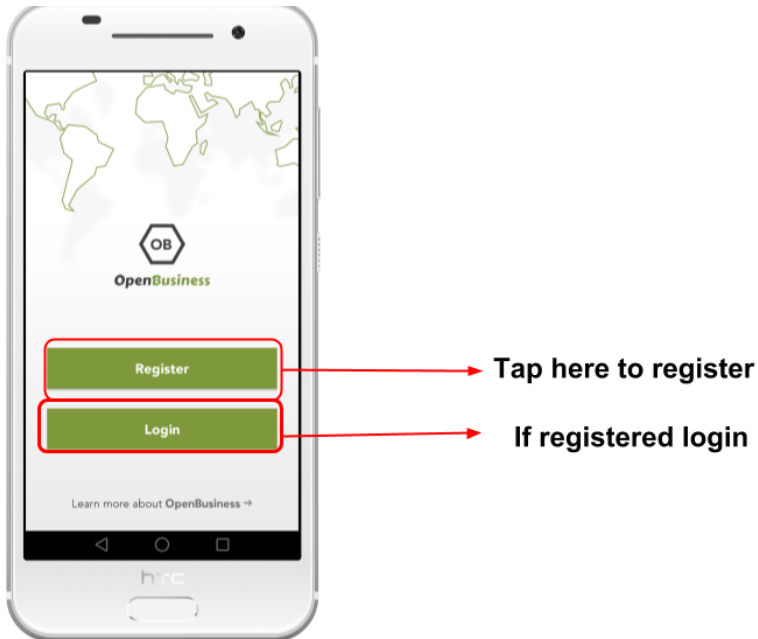 OB
OpenBusiness
Register
Tap here to register
Login
If registered login
Learn more about OpenBusiness →
hTC